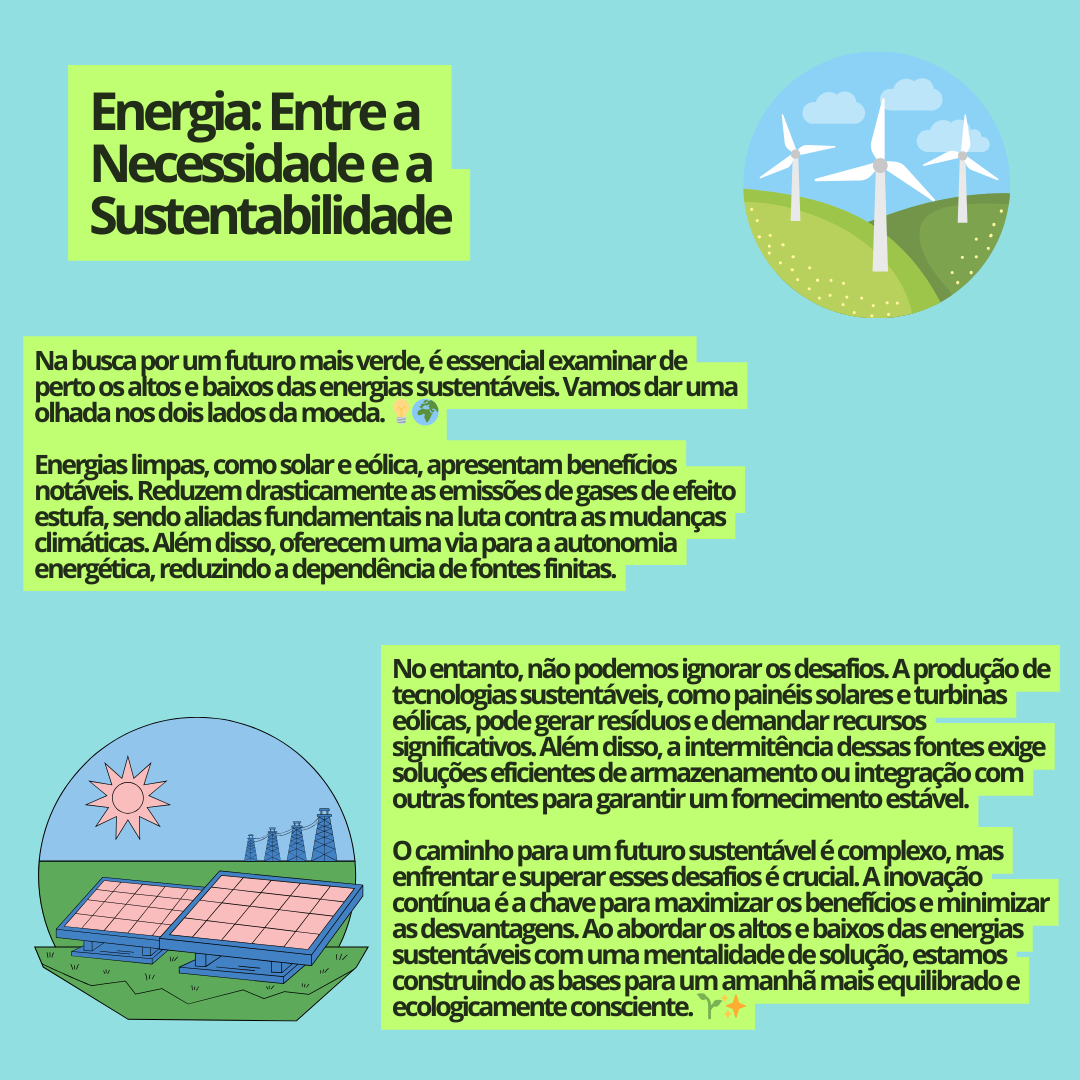 Energia: Entre a
Necessidade e a
Sustentabilidade
Na busca por um futuro mais verde, é essencial examinar de
perto os altos e baixos das energias sustentáveis. Vamos dar uma
olhada nos dois lados da moeda. 💡🌍
Energias limpas, como solar e eólica, apresentam benefícios
notáveis. Reduzem drasticamente as emissões de gases de efeito
estufa, sendo aliadas fundamentais na luta contra as mudanças
climáticas. Além disso, oferecem uma via para a autonomia
energética, reduzindo a dependência de fontes finitas.
No entanto, não podemos ignorar os desafios. A produção de
tecnologias sustentáveis, como painéis solares e turbinas
eólicas, pode gerar resíduos e demandar recursos
significativos. Além disso, a intermitência dessas fontes exige
soluções eficientes de armazenamento ou integração com
outras fontes para garantir um fornecimento estável.
O caminho para um futuro sustentável é complexo, mas
enfrentar e superar esses desafios é crucial. A inovação
contínua é a chave para maximizar os benefícios e minimizar
as desvantagens. Ao abordar os altos e baixos das energias
sustentáveis com uma mentalidade de solução, estamos
construindo as bases para um amanhã mais equilibrado e
ecologicamente consciente. 🌱✨